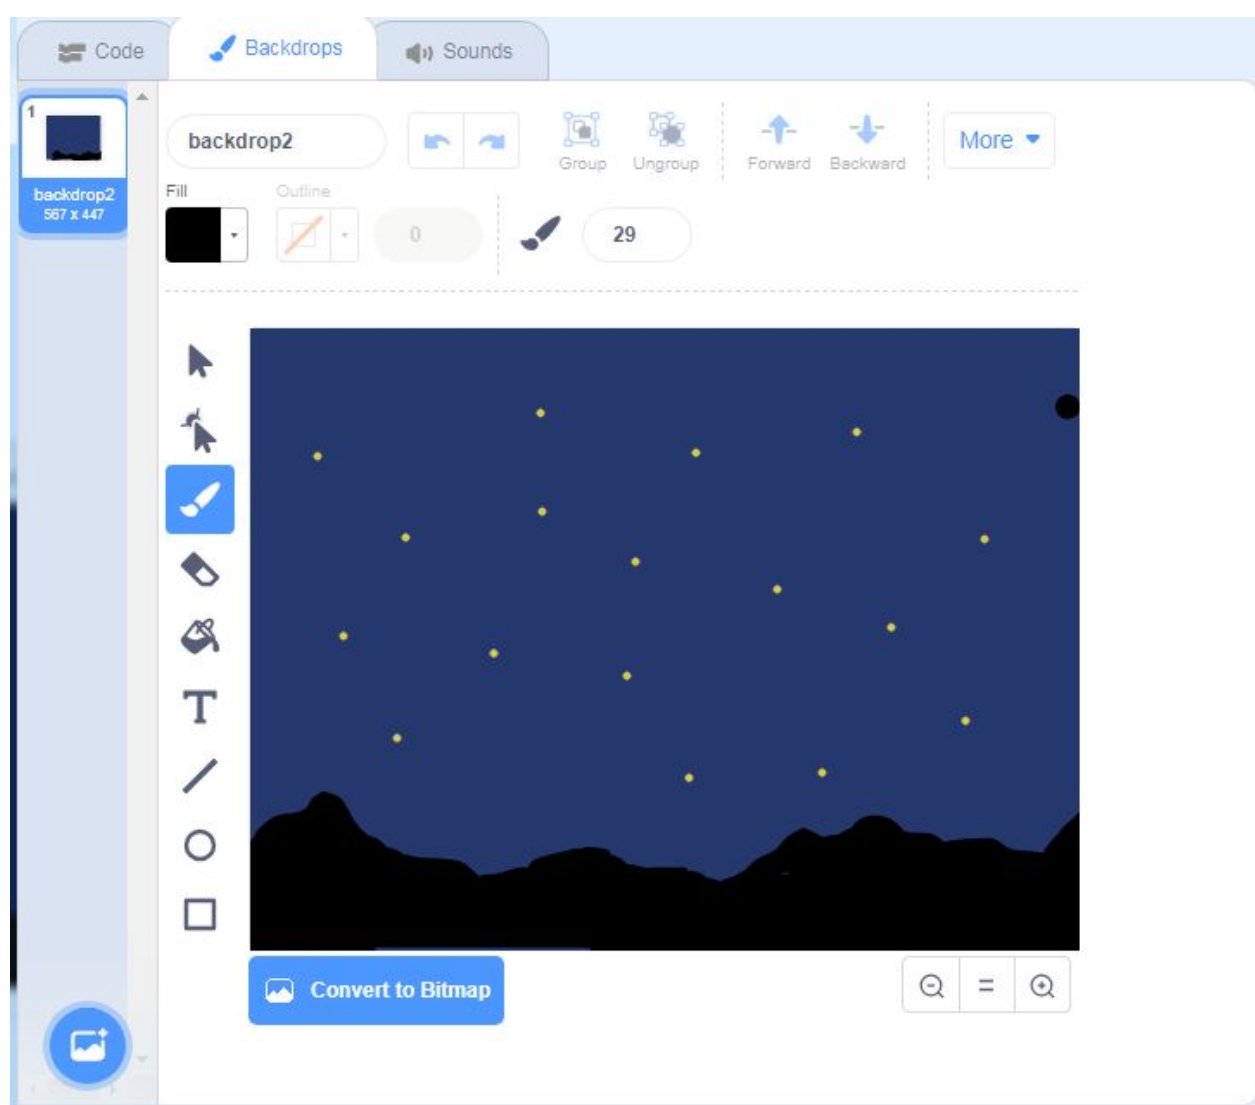 Code
Backdrops
Sounds
1
backdrop2
567 x 447
backdrop2
Group
Ungroup
Forward
Backward
More
Fill
Outline
0
29
T
Convert to Bitmap
=